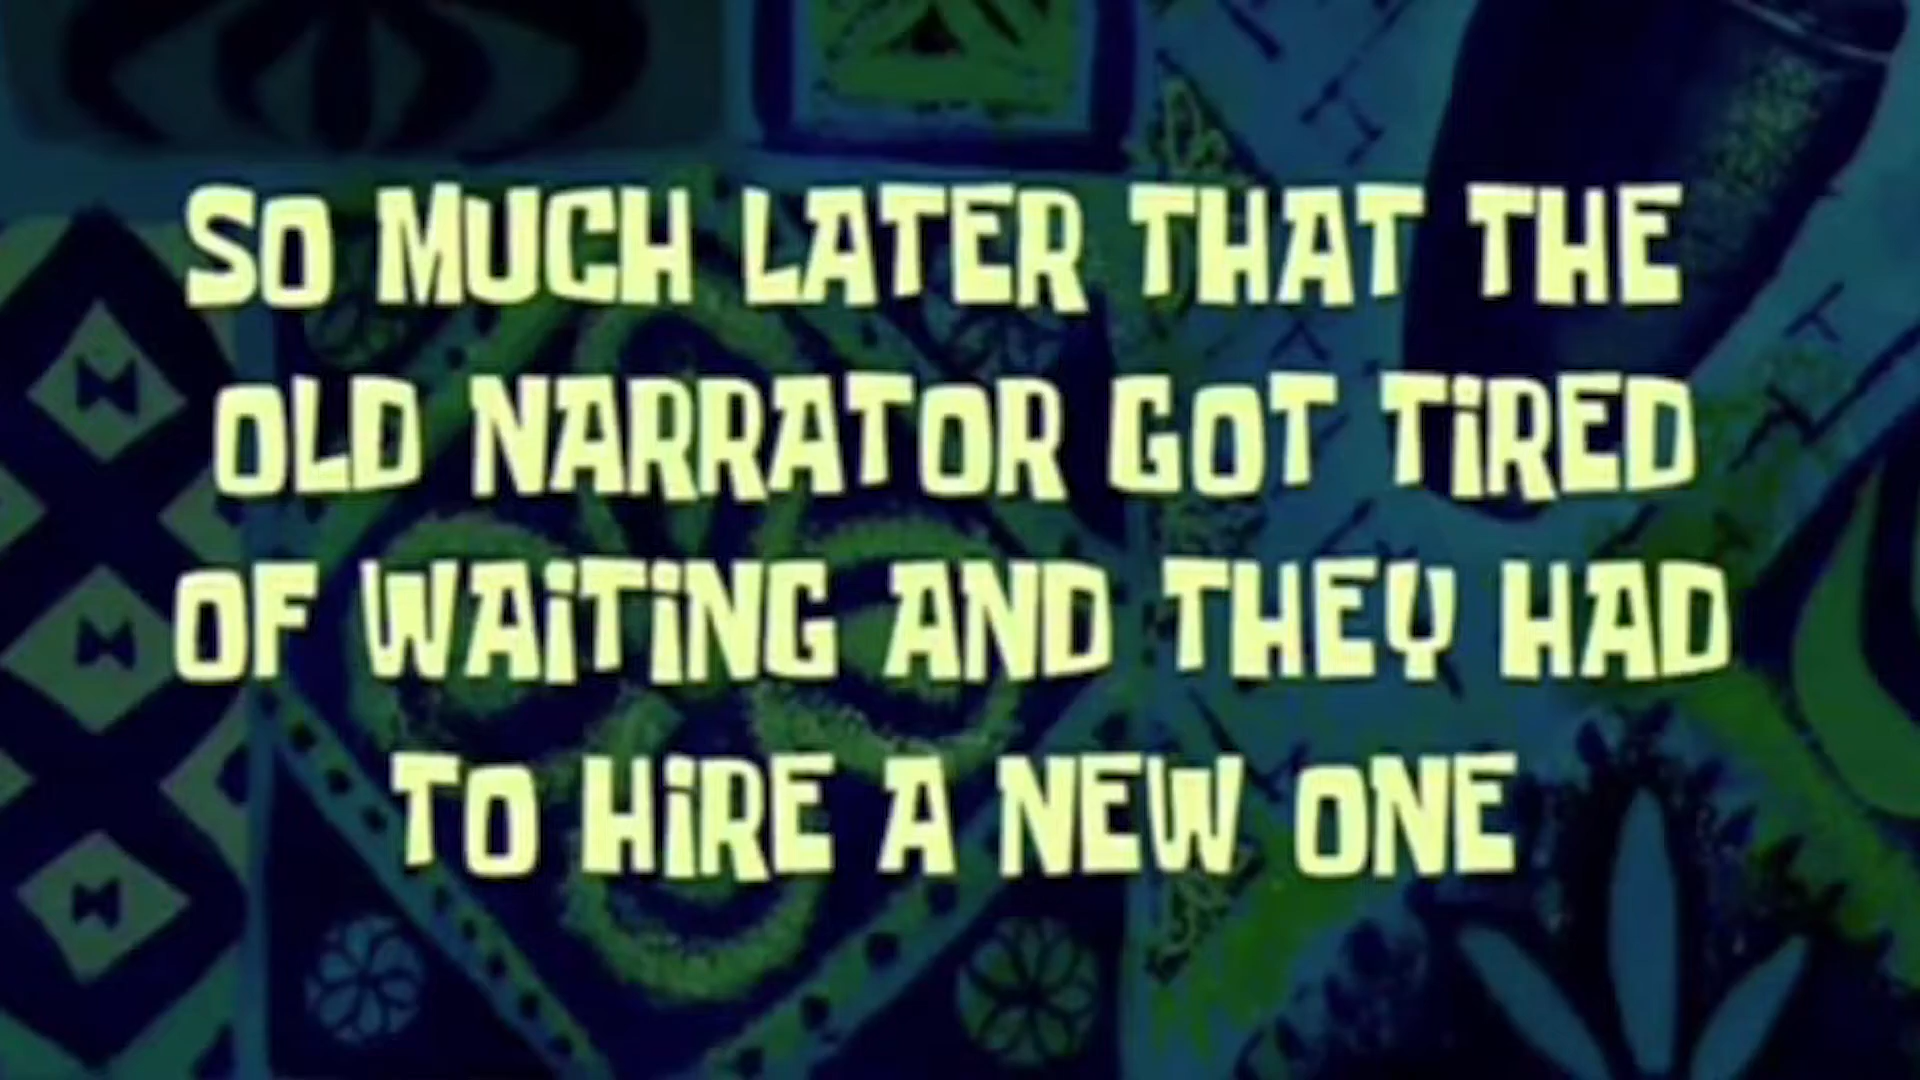 SO MUCH LATER THAT THE
OLD NARRATOR GOT TiRED
OF WAiTiNG AND THEY HAD
TO HiRE A NEW ONE